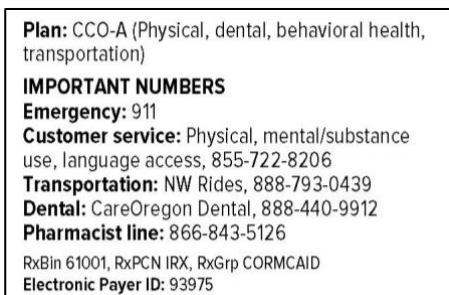 Plan: CCO-A (Physical, dental, behavioral health,
transportation)
IMPORTANT NUMBERS
Emergency: 911
Customer service: Physical, mental/substance
use, language access, 855-722-8206
Transportation: NW Rides, 888-793-0439
Dental: CareOregon Dental, 888-440-9912
Pharmacist line: 866-843-5126
RxBin 61001, RxPCN IRX, RxGrp CORMCAID
Electronic Payer ID: 93975